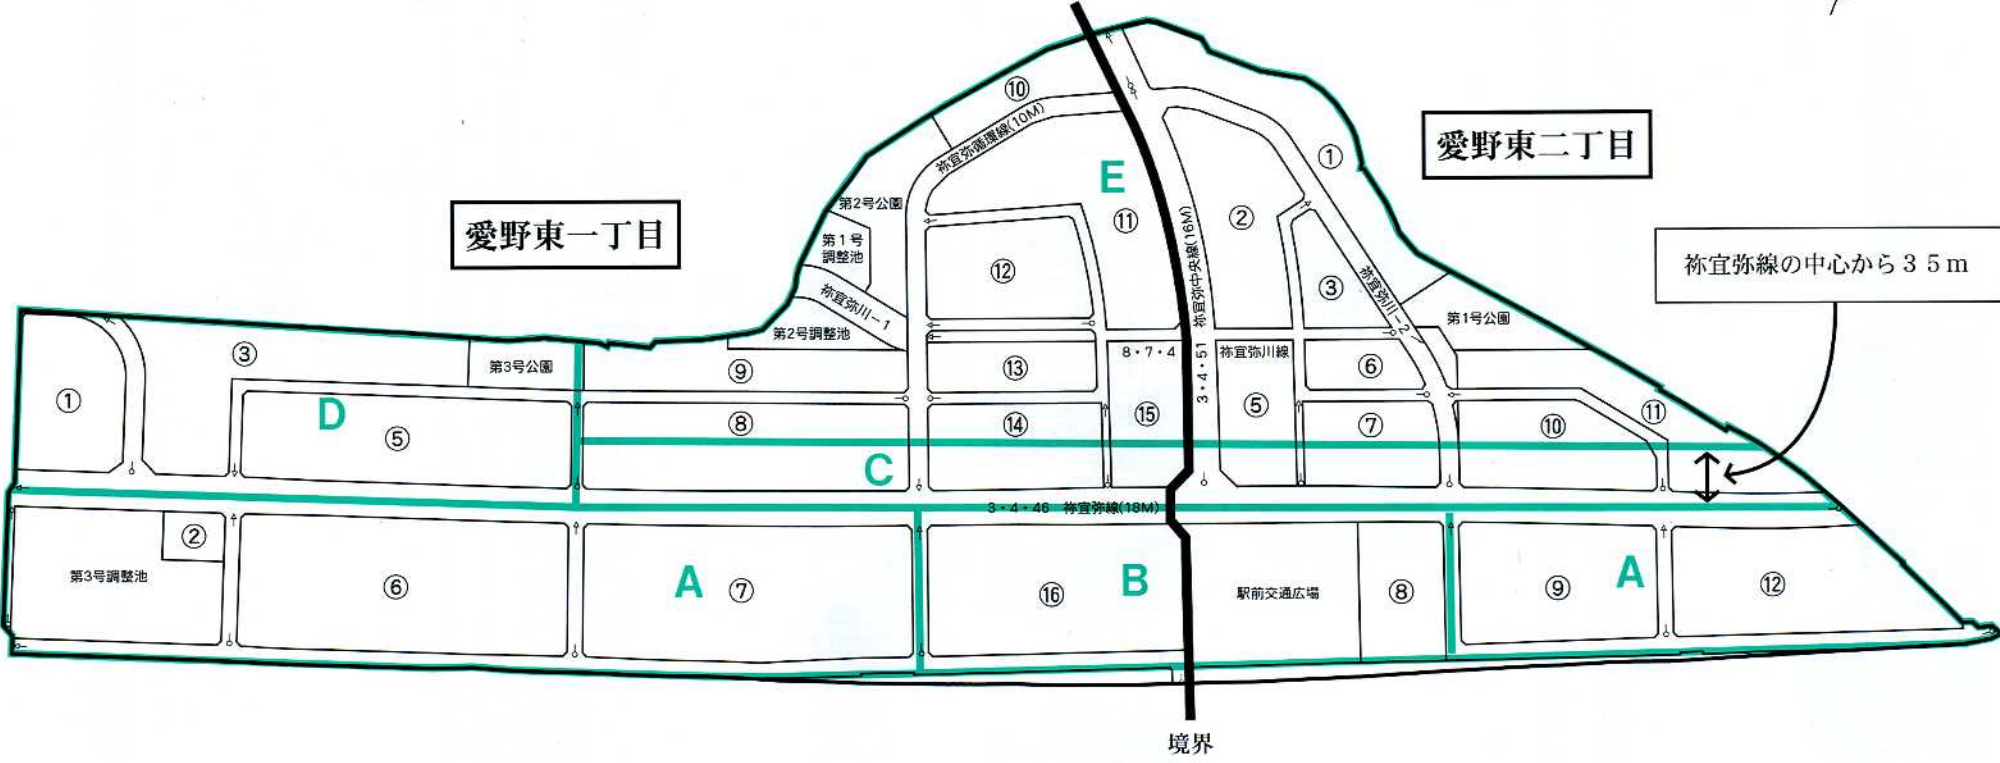 ⑩
祢宜弥循環線(10M)
愛野東二丁目
①
E
第2号公園
愛野東一丁目
⑪
②
祢宜弥線の中心から35m
第1号
調整池
⑫
3・4・51 祢宜弥中央線(16M)
③
祢宜弥川-2
祢宜弥川-1
第2号調整池
第1号公園
③
第3号公園
⑨
⑬
8・7・4 祢宜弥川線
⑥
①
D
⑤
⑧
⑭
⑮
⑤
⑦
⑩
⑪
C
3・4・46 祢宜弥線(18M)
②
第3号調整池
⑥
A
⑦
⑯
B
駅前交通広場
⑧
⑨
A
⑫
境界